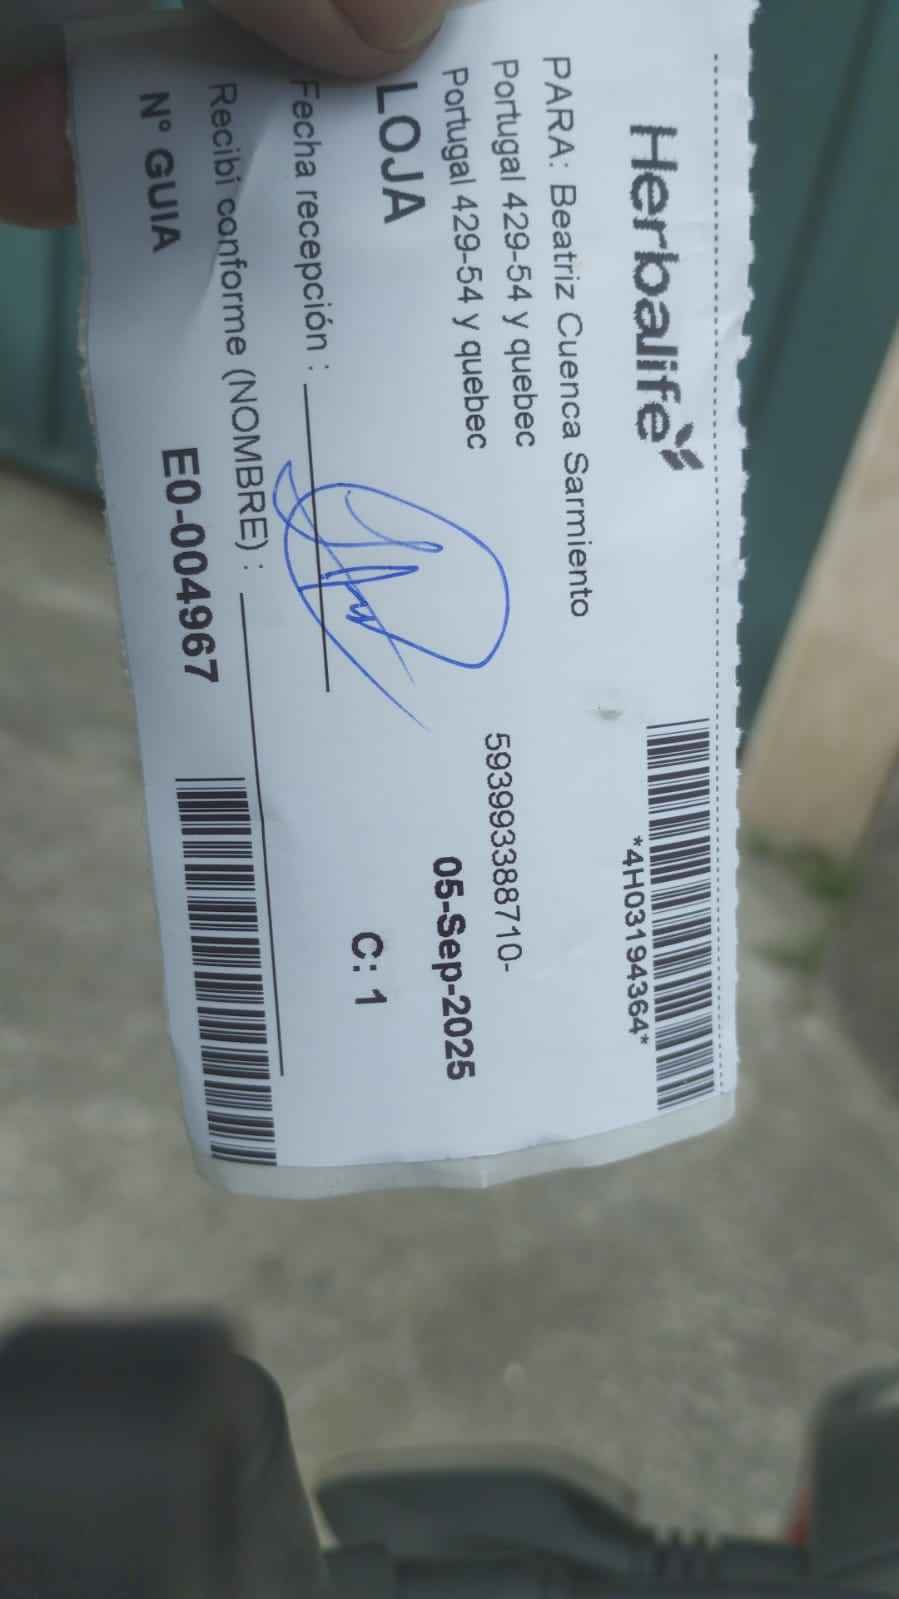 Herbalife
*4H03194364*
PARA: Beatriz Cuenca Sarmiento
Portugal 429-54 y quebec
593993388710-
Portugal 429-54 y quebec
05-Sep-2025
LOJA
C: 1
Fecha recepción :
Recibí conforme (NOMBRE) :
N° GUIA
E0-004967